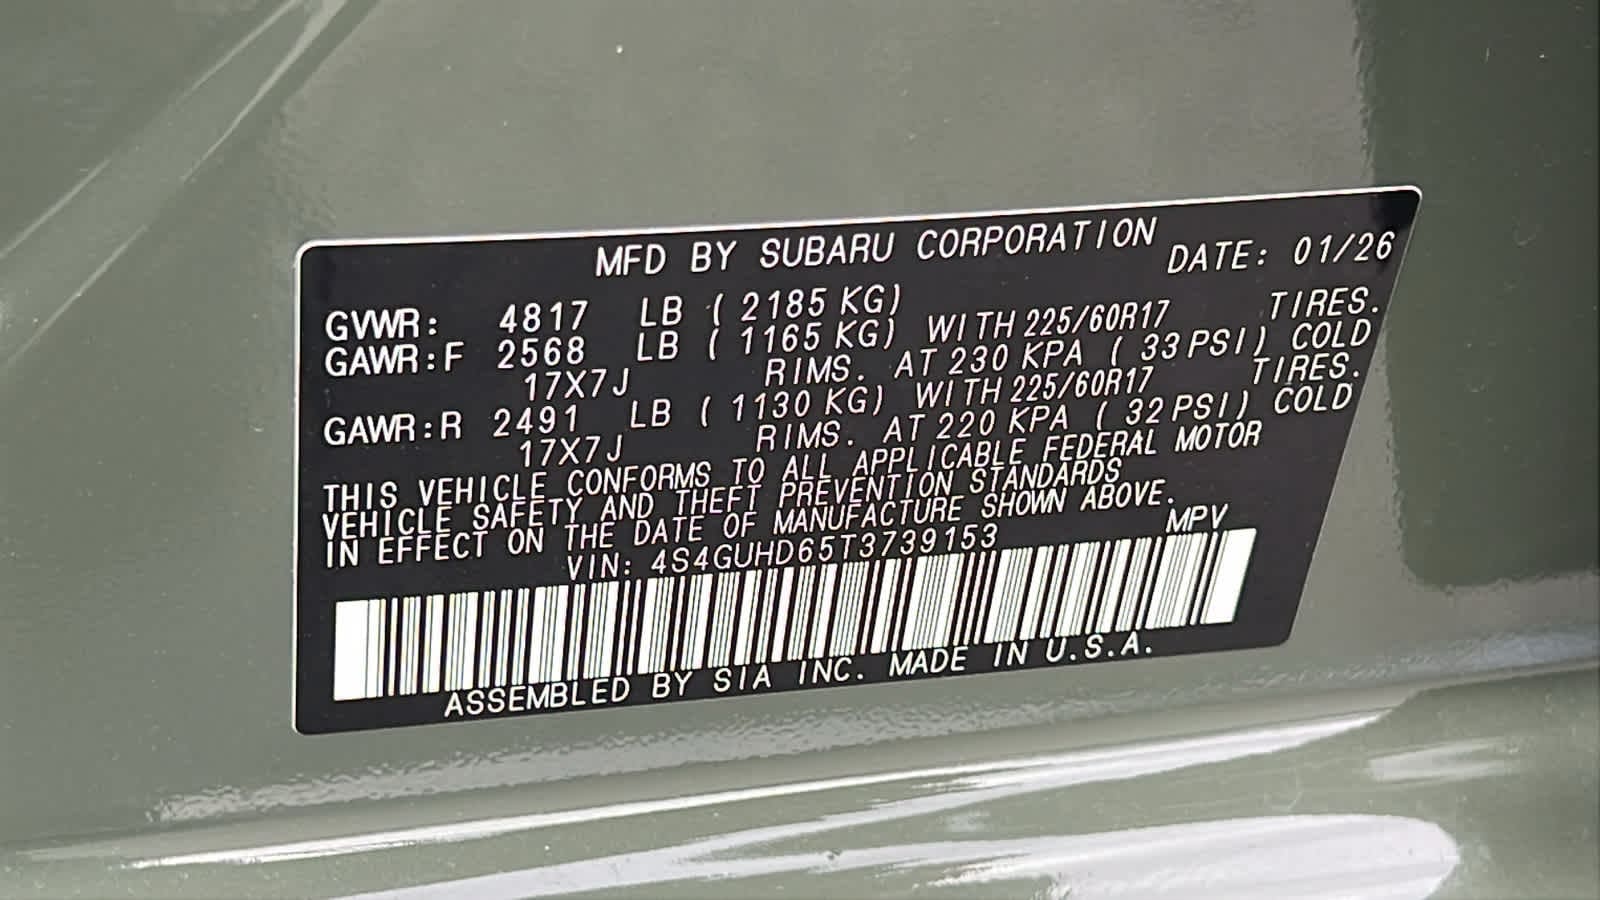 MFD BY SUBARU CORPORATION DATE: 01/26
GVWR: 4817 LB ( 2185 KG)
GAWR:F 2568 LB ( 1165 KG) WITH 225/60R17 TIRES.
17X7J RIMS. AT 230 KPA ( 33 PSI) COLD
GAWR:R 2491 LB ( 1130 KG) WITH 225/60R17 TIRES.
17X7J RIMS. AT 220 KPA ( 32 PSI) COLD
THIS VEHICLE CONFORMS TO ALL APPLICABLE FEDERAL MOTOR
VEHICLE SAFETY AND THEFT PREVENTION STANDARDS
IN EFFECT ON THE DATE OF MANUFACTURE SHOWN ABOVE.
VIN: 4S4GUHD65T3739153 MPV
ASSEMBLED BY SIA INC. MADE IN U.S.A.